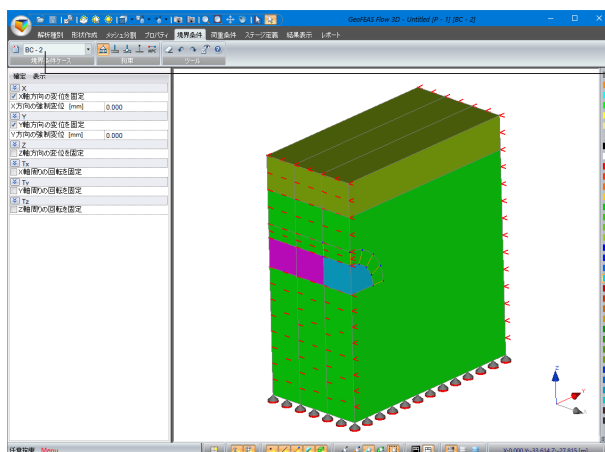 GeoFEAS Flow 3D - Untitled [P - 1] [BC - 2]
解析種別 形状作成 メッシュ分割 プロパティ 境界条件 荷重条件 ステージ定義 結果表示 レポート
BC - 2
境界条件ケース 拘束 ツール
確定 表示
X
X軸方向の変位を固定
X方向の強制変位 [mm] 0.000
Y
Y軸方向の変位を固定
Y方向の強制変位 [mm] 0.000
Z
Z軸方向の変位を固定
Tx
X軸周りの回転を固定
Ty
Y軸周りの回転を固定
Tz
Z軸周りの回転を固定
Z
Y
X
任意拘束 Menu
X:0.000 Y:-33.614 Z:-27.615 [m]